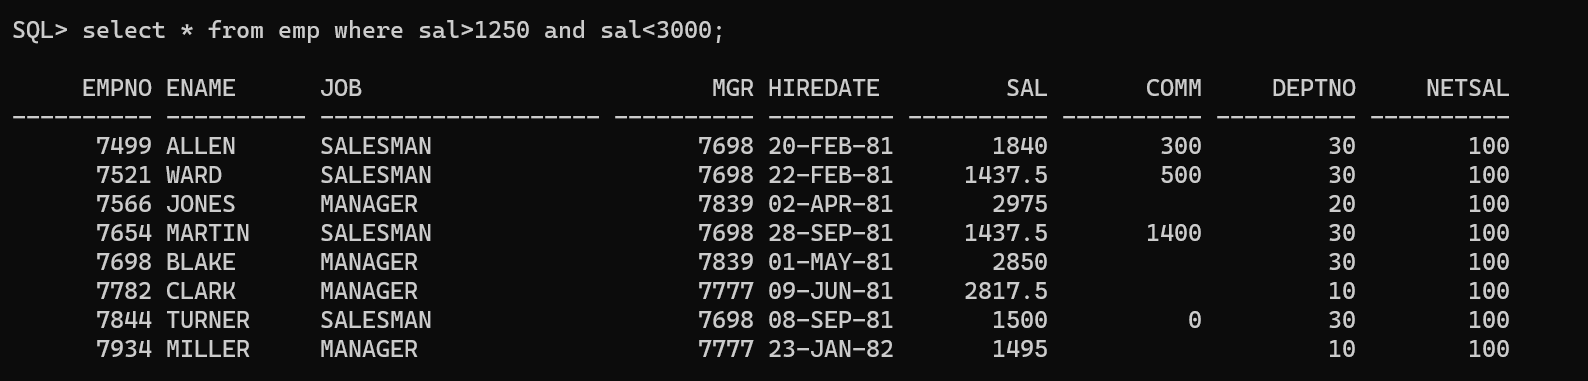 SQL> select * from emp where sal>1250 and sal<3000;
     EMPNO ENAME      JOB                         MGR HIREDATE         SAL       COMM     DEPTNO     NETSAL
---------- ---------- -------------------- ---------- --------- ---------- ---------- ---------- ----------
      7499 ALLEN      SALESMAN                   7698 20-FEB-81       1840        300         30        100
      7521 WARD       SALESMAN                   7698 22-FEB-81     1437.5        500         30        100
      7566 JONES      MANAGER                    7839 02-APR-81       2975                    20        100
      7654 MARTIN     SALESMAN                   7698 28-SEP-81     1437.5       1400         30        100
      7698 BLAKE      MANAGER                    7839 01-MAY-81       2850                    30        100
      7782 CLARK      MANAGER                    7777 09-JUN-81     2817.5                    10        100
      7844 TURNER     SALESMAN                   7698 08-SEP-81       1500          0         30        100
      7934 MILLER     MANAGER                    7777 23-JAN-82       1495                    10        100